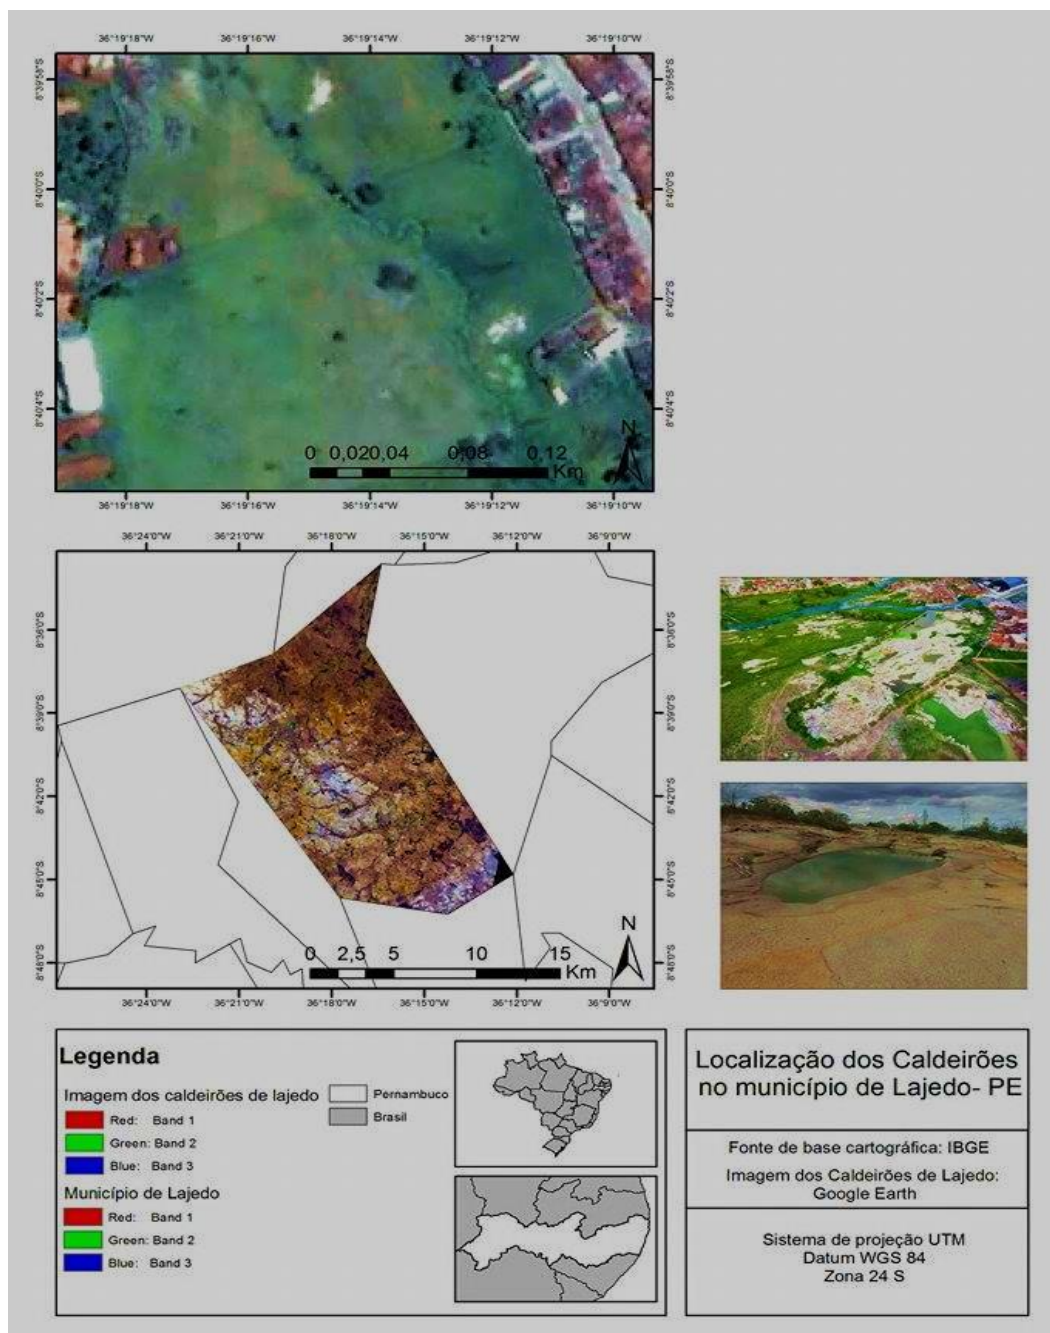 36°19'18"W 36°19'16"W 36°19'14"W 36°19'12"W 36°19'10"W
8°39'58"S 8°39'58"S
8°40'0"S 8°40'0"S
8°40'2"S 8°40'2"S
8°40'4"S 8°40'4"S
N
0 0,020,04 0,08 0,12
Km
36°19'18"W 36°19'16"W 36°19'14"W 36°19'12"W 36°19'10"W
36°24'0"W 36°21'0"W 36°18'0"W 36°15'0"W 36°12'0"W 36°9'0"W
8°36'0"S 8°36'0"S
8°39'0"S 8°39'0"S
8°42'0"S 8°42'0"S
8°45'0"S 8°45'0"S
8°48'0"S 8°48'0"S
N
0 2,5 5 10 15
Km
36°24'0"W 36°21'0"W 36°18'0"W 36°15'0"W 36°12'0"W 36°9'0"W
Legenda
Imagem dos caldeirões de lajedo
Red: Band 1
Green: Band 2
Blue: Band 3
Município de Lajedo
Red: Band 1
Green: Band 2
Blue: Band 3
Pernambuco
Brasil
Localização dos Caldeirões
no município de Lajedo- PE
Fonte de base cartográfica: IBGE
Imagem dos Caldeirões de Lajedo:
Google Earth
Sistema de projeção UTM
Datum WGS 84
Zona 24 S